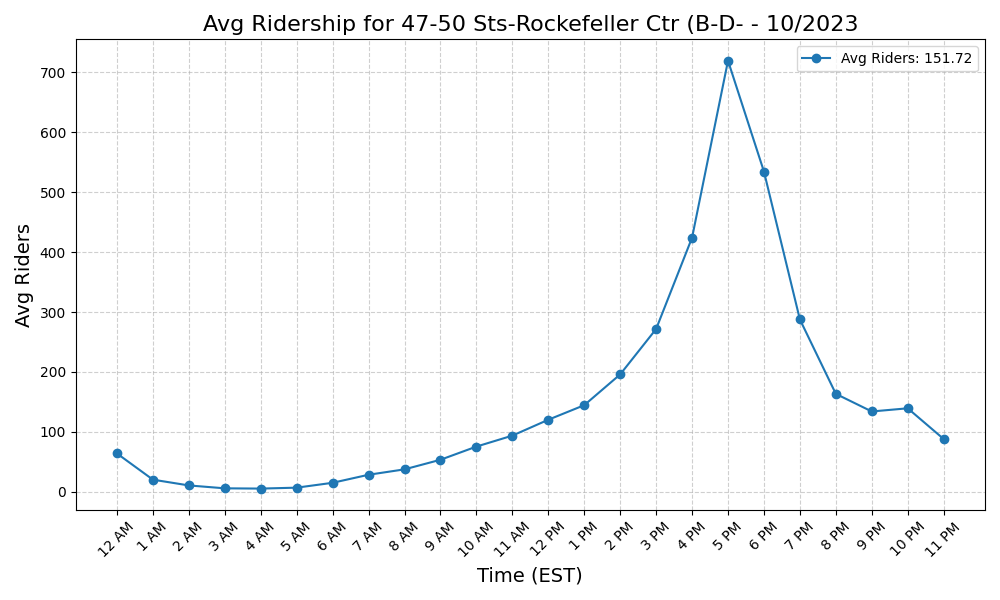 Avg Ridership for 47-50 Sts-Rockefeller Ctr (B-D- - 10/2023
Avg Riders: 151.72
Avg Riders
700
600
500
400
300
200
100
0
12 AM 1 AM 2 AM 3 AM 4 AM 5 AM 6 AM 7 AM 8 AM 9 AM 10 AM 11 AM 12 PM 1 PM 2 PM 3 PM 4 PM 5 PM 6 PM 7 PM 8 PM 9 PM 10 PM 11 PM
Time (EST)